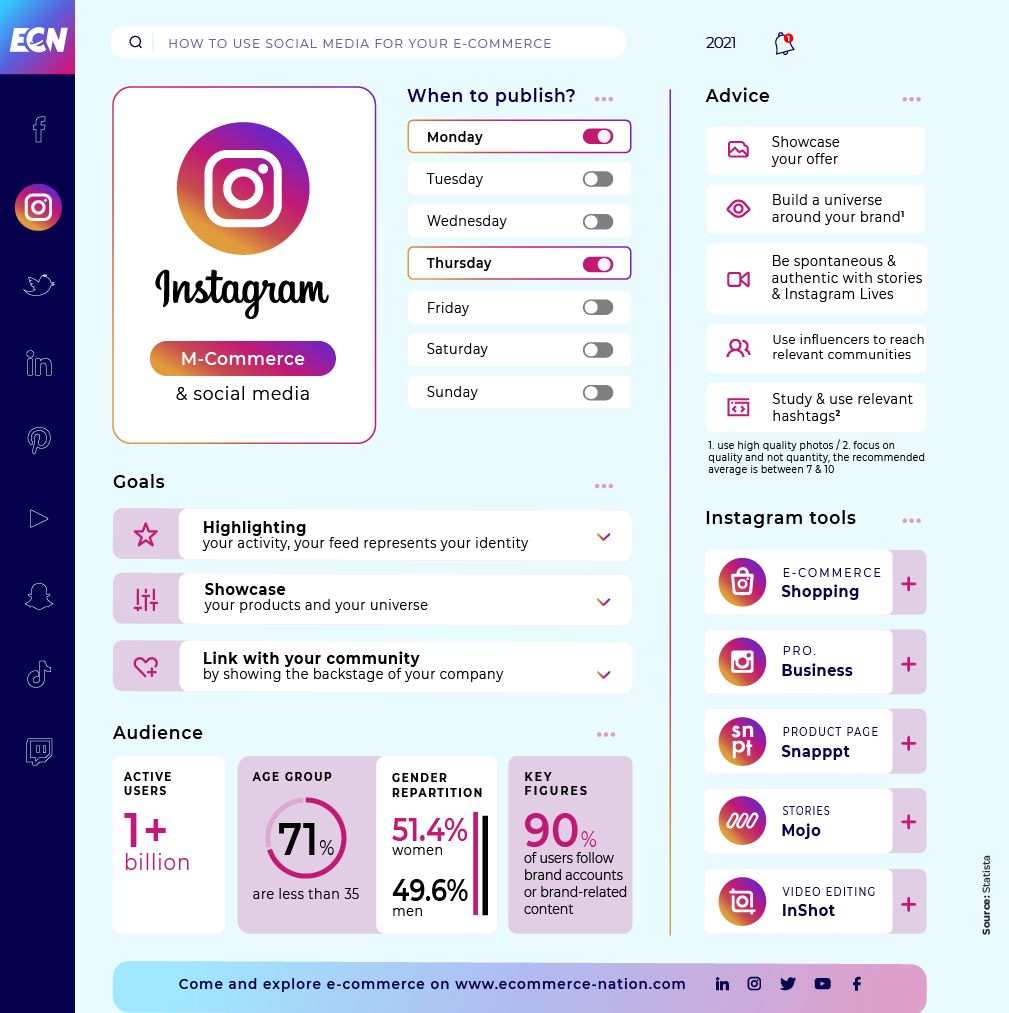 ECN
HOW TO USE SOCIAL MEDIA FOR YOUR E-COMMERCE
2021
1
Instagram
M-Commerce
& social media
When to publish?
Monday
Tuesday
Wednesday
Thursday
Friday
Saturday
Sunday
Advice
Showcase
your offer
Build a universe
around your brand¹
Be spontaneous &
authentic with stories
& Instagram Lives
Use influencers to reach
relevant communities
Study & use relevant
hashtags²
1. use high quality photos / 2. focus on
quality and not quantity, the recommended
average is between 7 & 10
Goals
Highlighting
your activity, your feed represents your identity
Showcase
your products and your universe
Link with your community
by showing the backstage of your company
Instagram tools
E-COMMERCE
Shopping
PRO.
Business
sn
pt
PRODUCT PAGE
Snapppt
STORIES
Mojo
VIDEO EDITING
InShot
Audience
ACTIVE
USERS
1+
billion
AGE GROUP
71%
are less than 35
GENDER
REPARTITION
51.4%
women
49.6%
men
KEY
FIGURES
90%
of users follow
brand accounts
or brand-related
content
Source: Statista
Come and explore e-commerce on www.ecommerce-nation.com